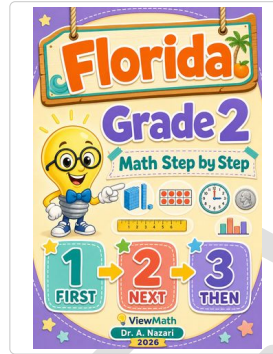 Florida
Grade 2
Math Step by Step
1 2 3
FIRST NEXT THEN
ViewMath
Dr. A. Nazari
2026